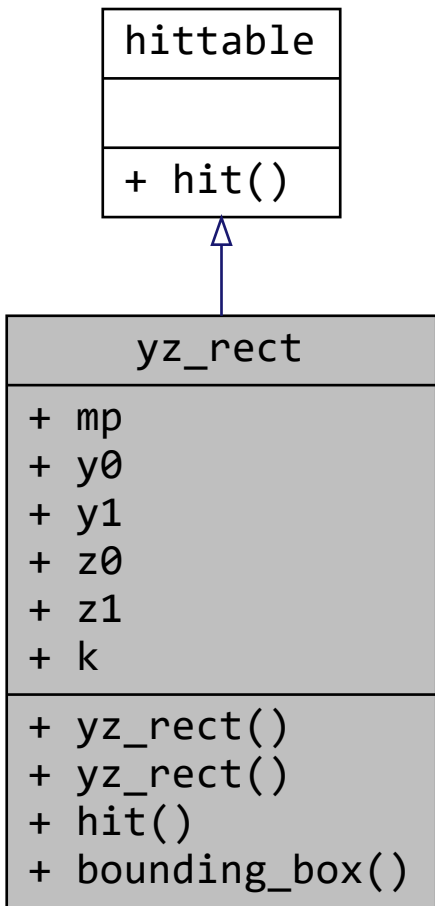 hittable
+ hit()
yz_rect
+ mp
+ y0
+ y1
+ z0
+ z1
+ k
+ yz_rect()
+ yz_rect()
+ hit()
+ bounding_box()